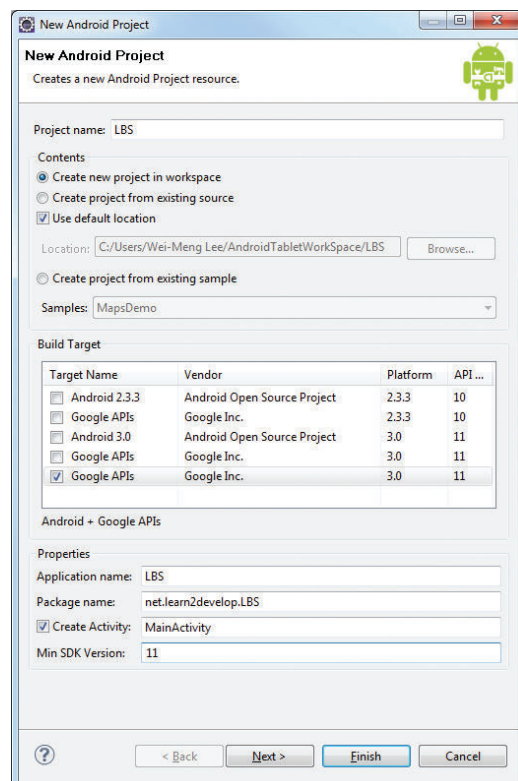 New Android Project
New Android Project
Creates a new Android Project resource.
Project name: LBS
Contents
Create new project in workspace
Create project from existing source
Use default location
Location: C:/Users/Wei-Meng Lee/AndroidTabletWorkSpace/LBS Browse...
Create project from existing sample
Samples: MapsDemo
Build Target
Target Name Vendor Platform API ...
Android 2.3.3 Android Open Source Project 2.3.3 10
Google APIs Google Inc. 2.3.3 10
Android 3.0 Android Open Source Project 3.0 11
Google APIs Google Inc. 3.0 11
Google APIs Google Inc. 3.0 11
Android + Google APIs
Properties
Application name: LBS
Package name: net.learn2develop.LBS
Create Activity: MainActivity
Min SDK Version: 11
? < Back Next > Finish Cancel